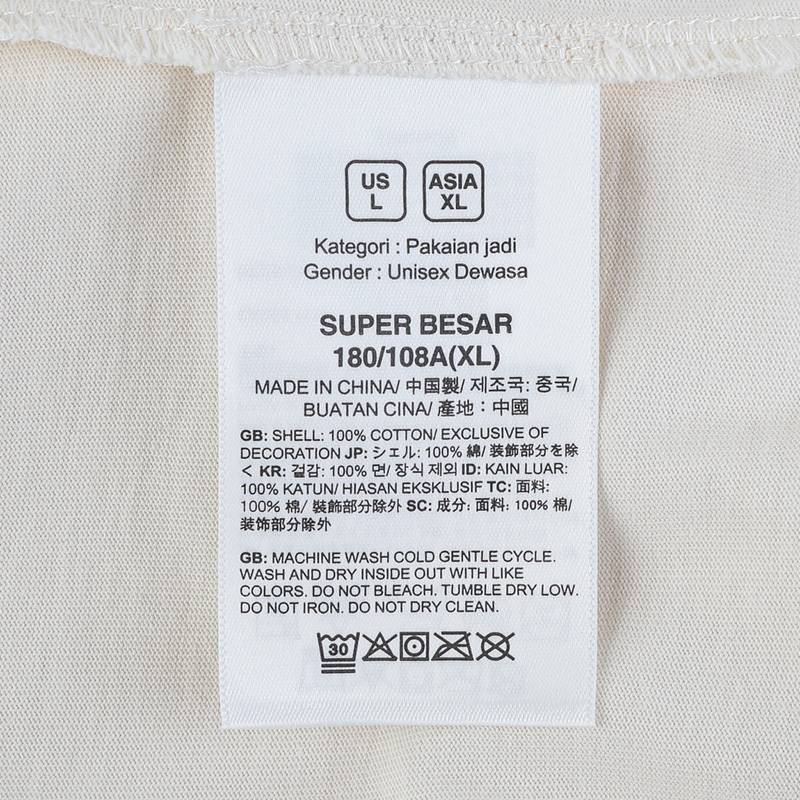 US
L
ASIA
XL
Kategori : Pakaian jadi
Gender : Unisex Dewasa
SUPER BESAR
180/108A(XL)
MADE IN CHINA/ 中国製/ 제조국: 중국/
BUATAN CINA/ 產地：中國
GB: SHELL: 100% COTTON/ EXCLUSIVE OF
DECORATION JP: シェル: 100% 綿/ 装飾部分を除
く KR: 겉감: 100% 면/ 장식 제외 ID: KAIN LUAR:
100% KATUN/ HIASAN EKSKLUSIF TC: 面料:
100% 棉/ 裝飾部分除外 SC: 成分: 面料: 100% 棉/
装饰部分除外
GB: MACHINE WASH COLD GENTLE CYCLE.
WASH AND DRY INSIDE OUT WITH LIKE
COLORS. DO NOT BLEACH. TUMBLE DRY LOW.
DO NOT IRON. DO NOT DRY CLEAN.
30